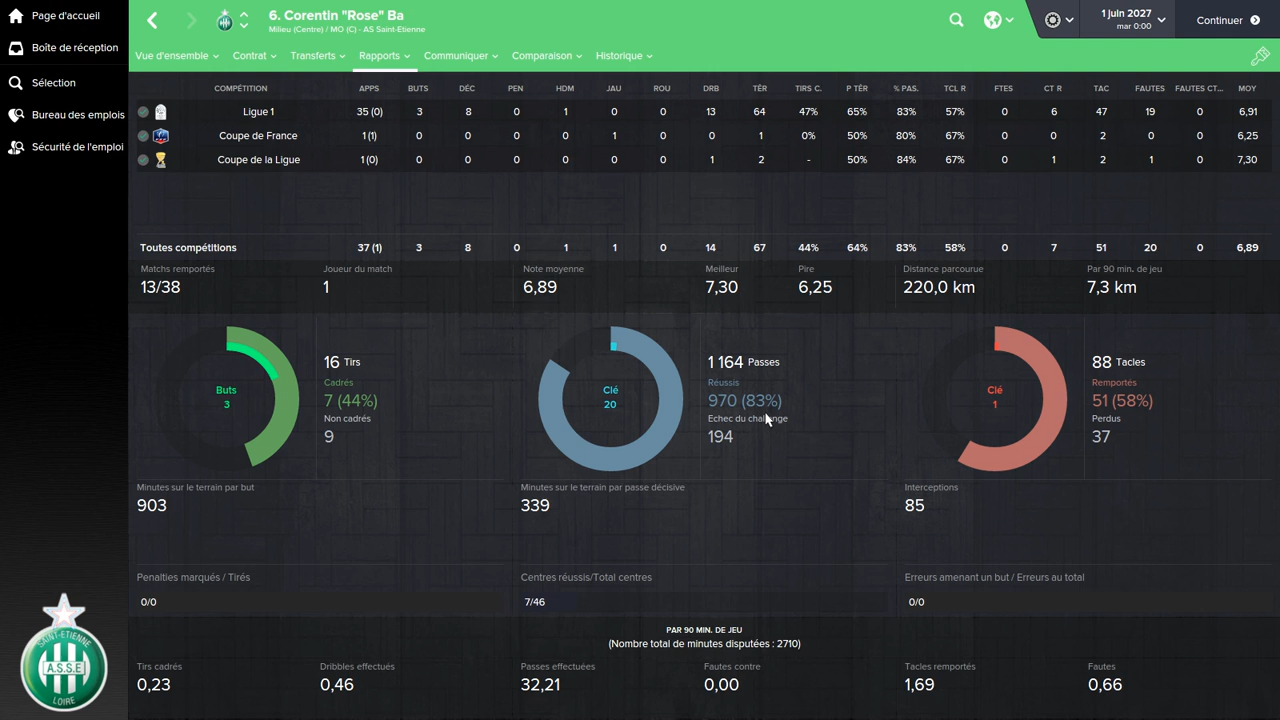 Page d'accueil
Boîte de réception
Sélection
Bureau des emplois
Sécurité de l'emploi
6. Corentin "Rose" Ba
Milieu (Centre) / MO (C) - AS Saint-Etienne
1 juin 2027
mar 0:00
Continuer
Vue d'ensemble Contrat Transferts Rapports Communiquer Comparaison Historique
COMPÉTITION APPS BUTS DÉC PEN HDM JAU ROU DRB TÊR TIRS C. P TÊR % PAS. TCL R FTES CT R TAC FAUTES FAUTES CT... MOY
Ligue 1 35 (0) 3 8 0 1 0 0 13 64 47% 65% 83% 57% 0 6 47 19 0 6,91
Coupe de France 1 (1) 0 0 0 0 1 0 0 1 0% 50% 80% 67% 0 0 2 0 0 6,25
Coupe de la Ligue 1 (0) 0 0 0 0 0 0 1 2 - 50% 84% 67% 0 1 2 1 0 7,30
Toutes compétitions 37 (1) 3 8 0 1 1 0 14 67 44% 64% 83% 58% 0 7 51 20 0 6,89
Matchs remportés Joueur du match Note moyenne Meilleur Pire Distance parcourue Par 90 min. de jeu
13/38 1 6,89 7,30 6,25 220,0 km 7,3 km
Buts
3
16 Tirs
Cadrés
7 (44%)
Non cadrés
9
Clé
20
1 164 Passes
Réussis
970 (83%)
Echec du challenge
194
Clé
1
88 Tacles
Remportés
51 (58%)
Perdus
37
Minutes sur le terrain par but Minutes sur le terrain par passe décisive Interceptions
903 339 85
Penalties marqués / Tirés Centres réussis/Total centres Erreurs amenant un but / Erreurs au total
0/0 7/46 0/0
PAR 90 MIN. DE JEU
(Nombre total de minutes disputées : 2710)
Tirs cadrés Dribbles effectués Passes effectuées Fautes contre Tacles remportés Fautes
0,23 0,46 32,21 0,00 1,69 0,66
SAINT-ETIENNE
A.S.S.E
LOIRE